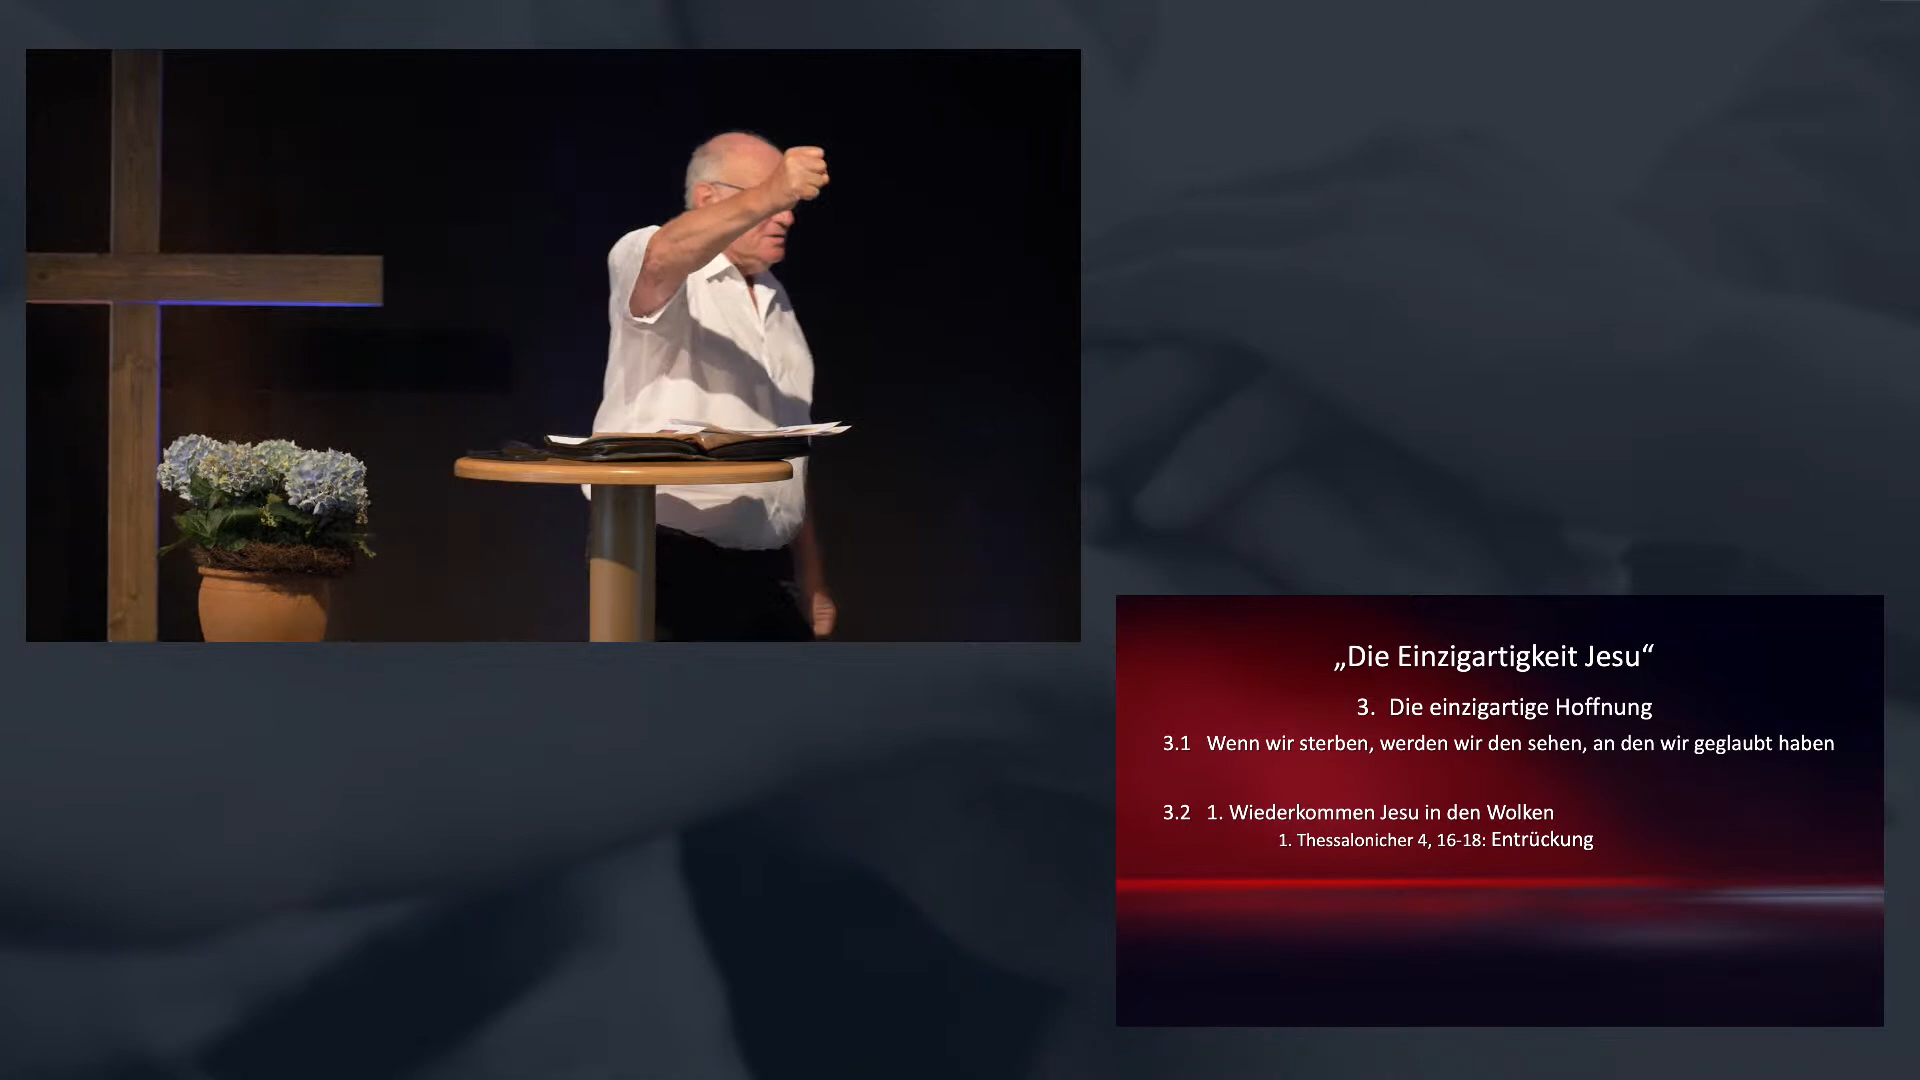 „Die Einzigartigkeit Jesu“
3. Die einzigartige Hoffnung
3.1 Wenn wir sterben, werden wir den sehen, an den wir geglaubt haben
3.2 1. Wiederkommen Jesu in den Wolken
1. Thessalonicher 4, 16-18: Entrückung